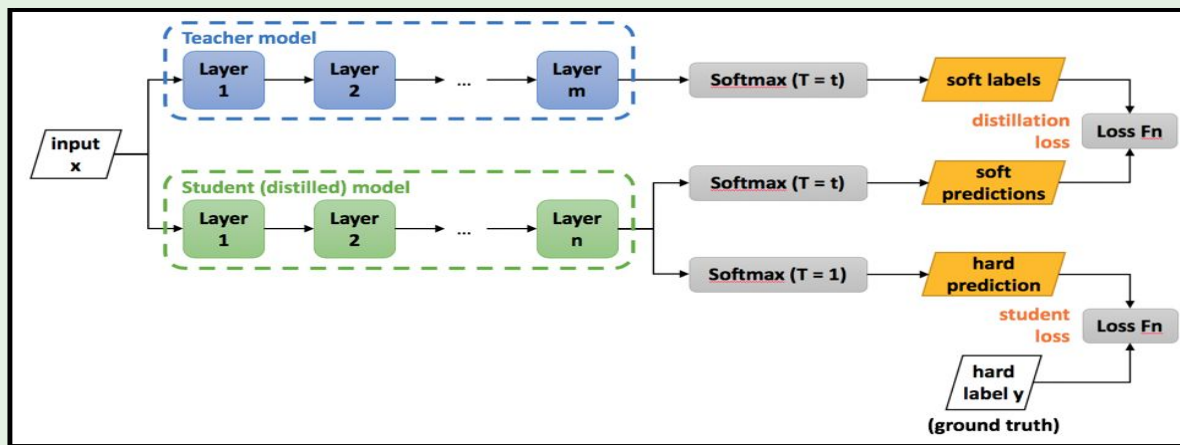 Teacher model
Layer
1
Layer
2
...
Layer
m
Softmax (T = t)
soft labels
input
x
distillation
loss
Loss Fn
Student (distilled) model
Layer
1
Layer
2
...
Layer
n
Softmax (T = t)
soft
predictions
Softmax (T = 1)
hard
prediction
student
loss
Loss Fn
hard
label y
(ground truth)